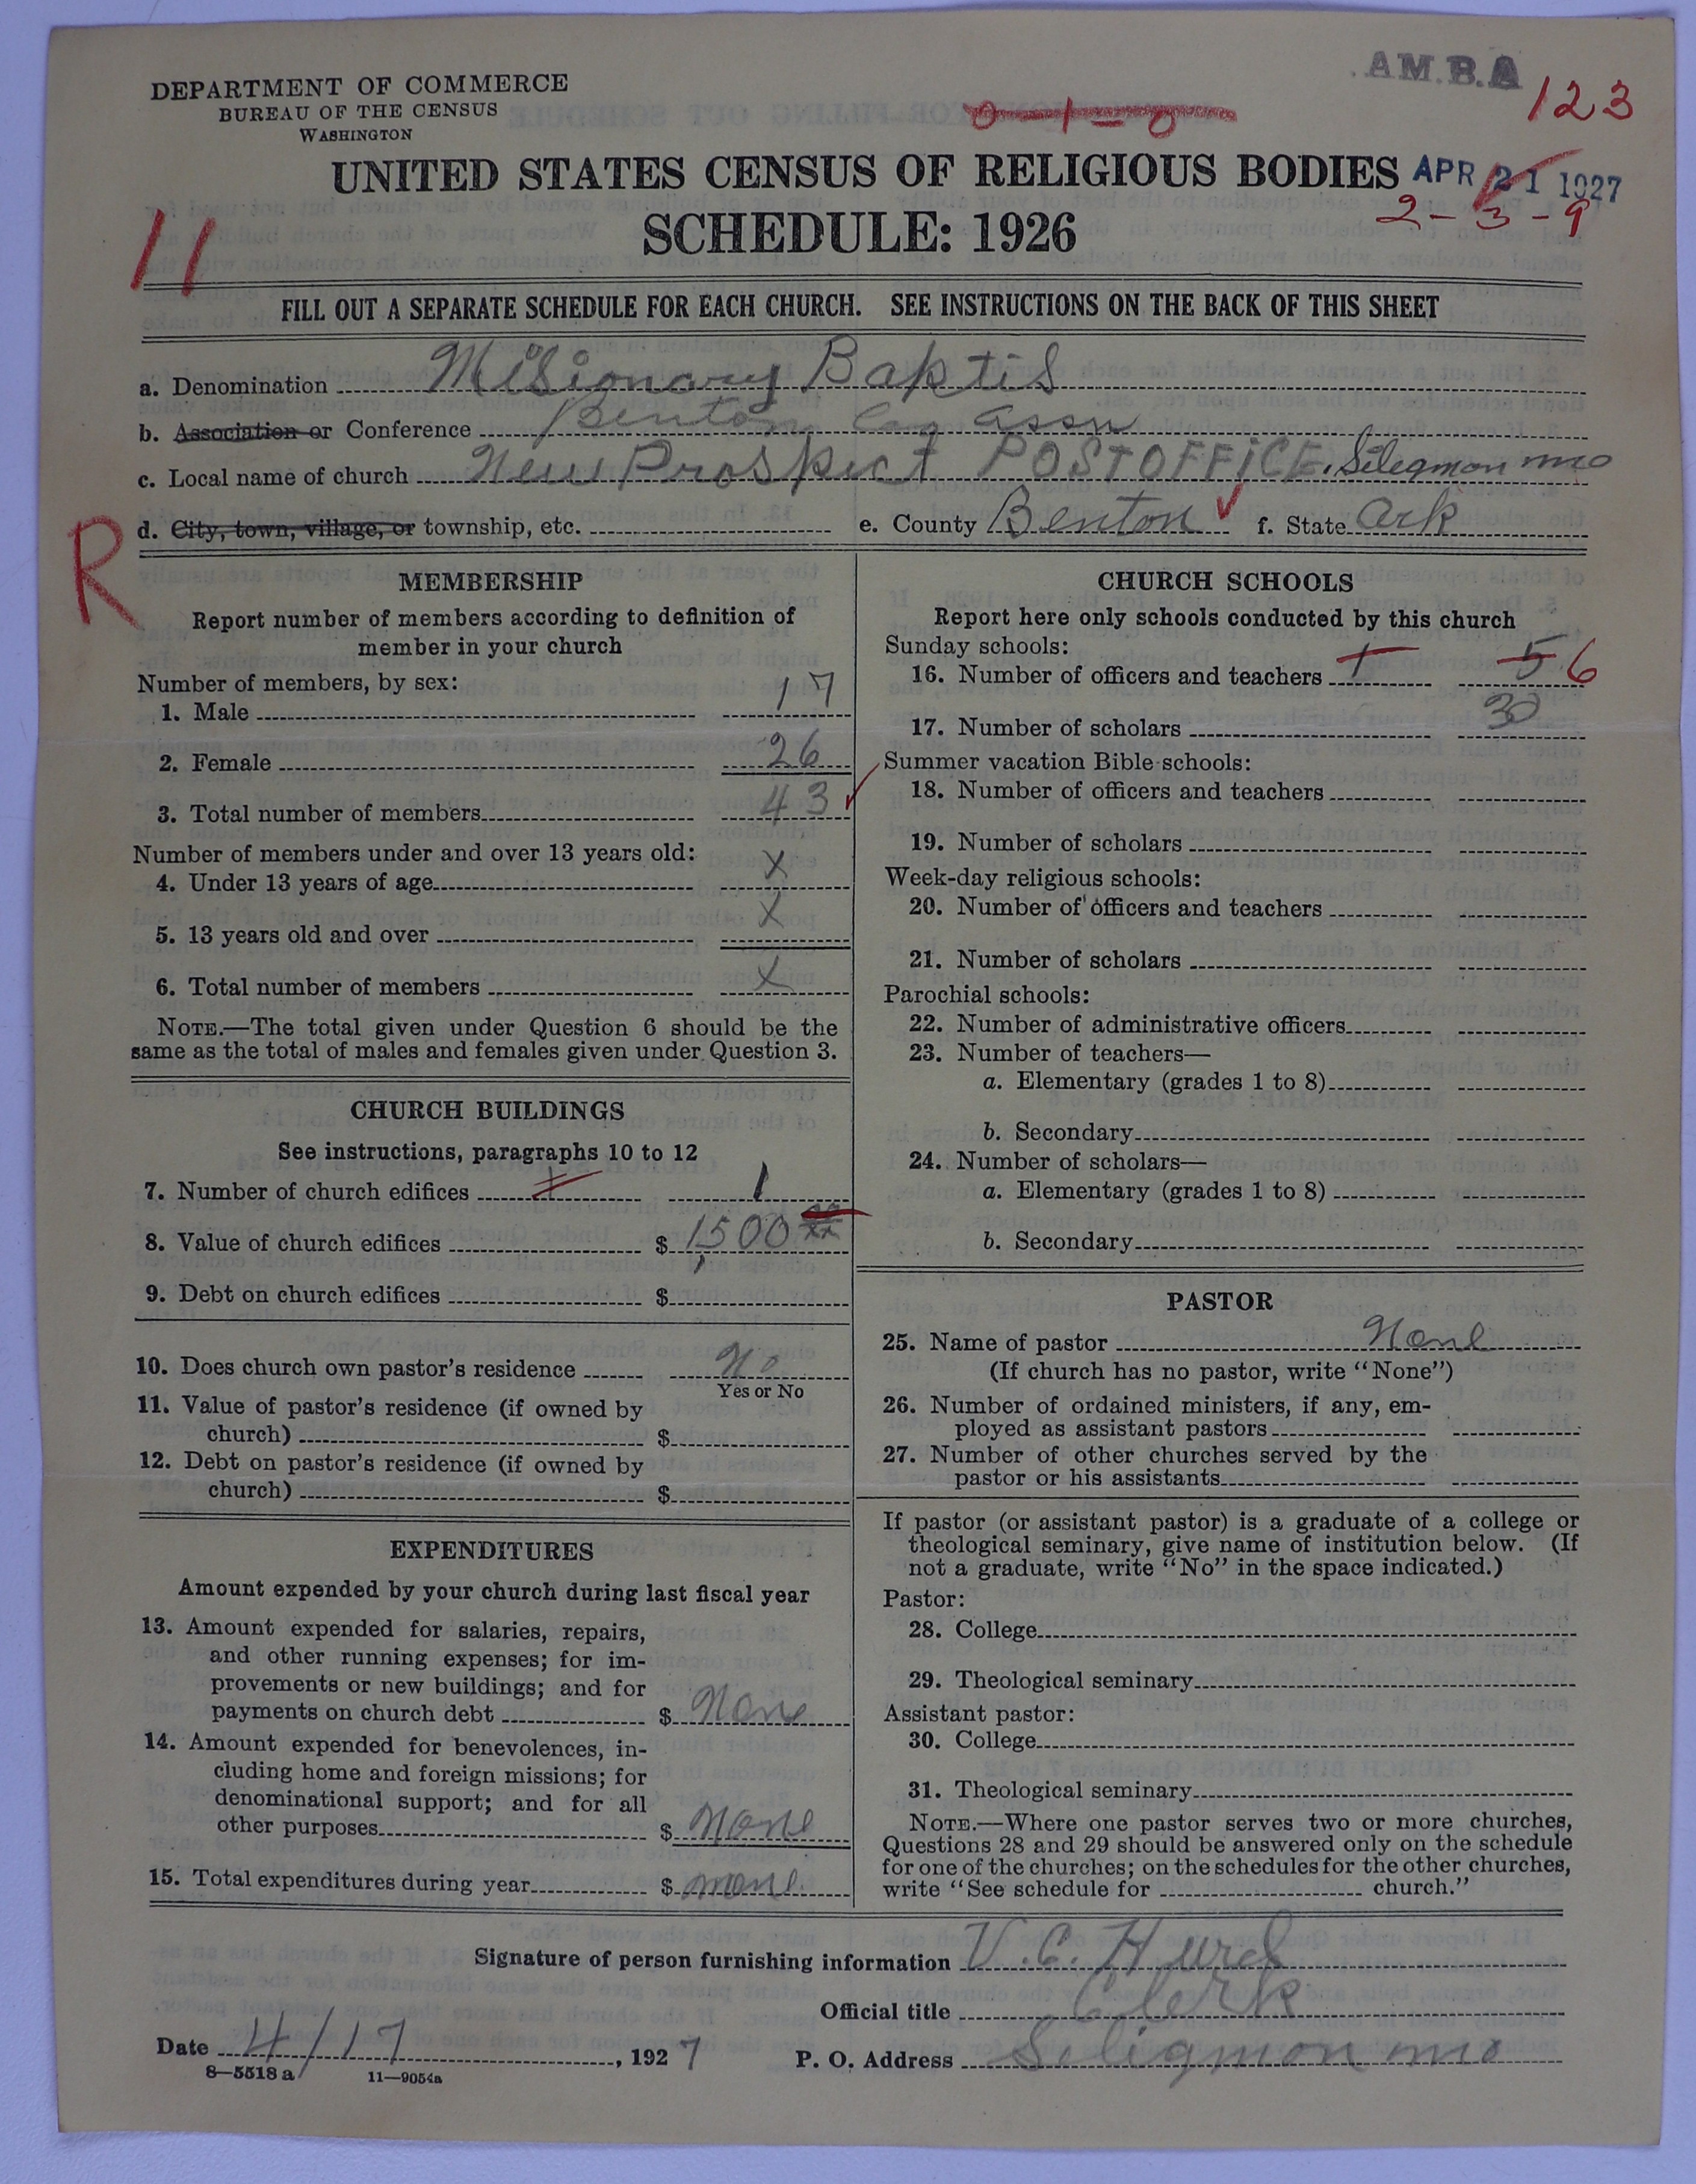 DEPARTMENT OF COMMERCE
BUREAU OF THE CENSUS
WASHINGTON
A.M.B.A
123
0-1-0
UNITED STATES CENSUS OF RELIGIOUS BODIES
APR 21 1927
2-3-9
SCHEDULE: 1926
11
FILL OUT A SEPARATE SCHEDULE FOR EACH CHURCH. SEE INSTRUCTIONS ON THE BACK OF THIS SHEET
a. Denomination Misionary Baptis
b. Association or Conference Benton Co assn
c. Local name of church New Prospect POSTOFFICE. Seligmon mo
d. City, town, village, or township, etc. e. County Benton f. State Ark
R
MEMBERSHIP
Report number of members according to definition of
member in your church
Number of members, by sex:
1. Male 17
2. Female 26
3. Total number of members 43
Number of members under and over 13 years old:
4. Under 13 years of age X
5. 13 years old and over X
6. Total number of members X
NOTE.—The total given under Question 6 should be the
same as the total of males and females given under Question 3.
CHURCH BUILDINGS
See instructions, paragraphs 10 to 12
7. Number of church edifices 1 1
8. Value of church edifices $ 1,500
9. Debt on church edifices $
10. Does church own pastor's residence No
Yes or No
11. Value of pastor's residence (if owned by
church) $
12. Debt on pastor's residence (if owned by
church) $
EXPENDITURES
Amount expended by your church during last fiscal year
13. Amount expended for salaries, repairs,
and other running expenses; for im-
provements or new buildings; and for
payments on church debt $ None
14. Amount expended for benevolences, in-
cluding home and foreign missions; for
denominational support; and for all
other purposes $ None
15. Total expenditures during year $ none
CHURCH SCHOOLS
Report here only schools conducted by this church
Sunday schools:
16. Number of officers and teachers 1 5 6
17. Number of scholars 30
Summer vacation Bible schools:
18. Number of officers and teachers
19. Number of scholars
Week-day religious schools:
20. Number of officers and teachers
21. Number of scholars
Parochial schools:
22. Number of administrative officers
23. Number of teachers—
a. Elementary (grades 1 to 8)
b. Secondary
24. Number of scholars—
a. Elementary (grades 1 to 8)
b. Secondary
PASTOR
25. Name of pastor None
(If church has no pastor, write "None")
26. Number of ordained ministers, if any, em-
ployed as assistant pastors
27. Number of other churches served by the
pastor or his assistants
If pastor (or assistant pastor) is a graduate of a college or
theological seminary, give name of institution below. (If
not a graduate, write "No" in the space indicated.)
Pastor:
28. College
29. Theological seminary
Assistant pastor:
30. College
31. Theological seminary
NOTE.—Where one pastor serves two or more churches,
Questions 28 and 29 should be answered only on the schedule
for one of the churches; on the schedules for the other churches,
write "See schedule for church."
Signature of person furnishing information V. C. Hurd
Official title Clerk
Date 4/17, 1927 P. O. Address Seligmon mo
8—5518 a 11—9054a